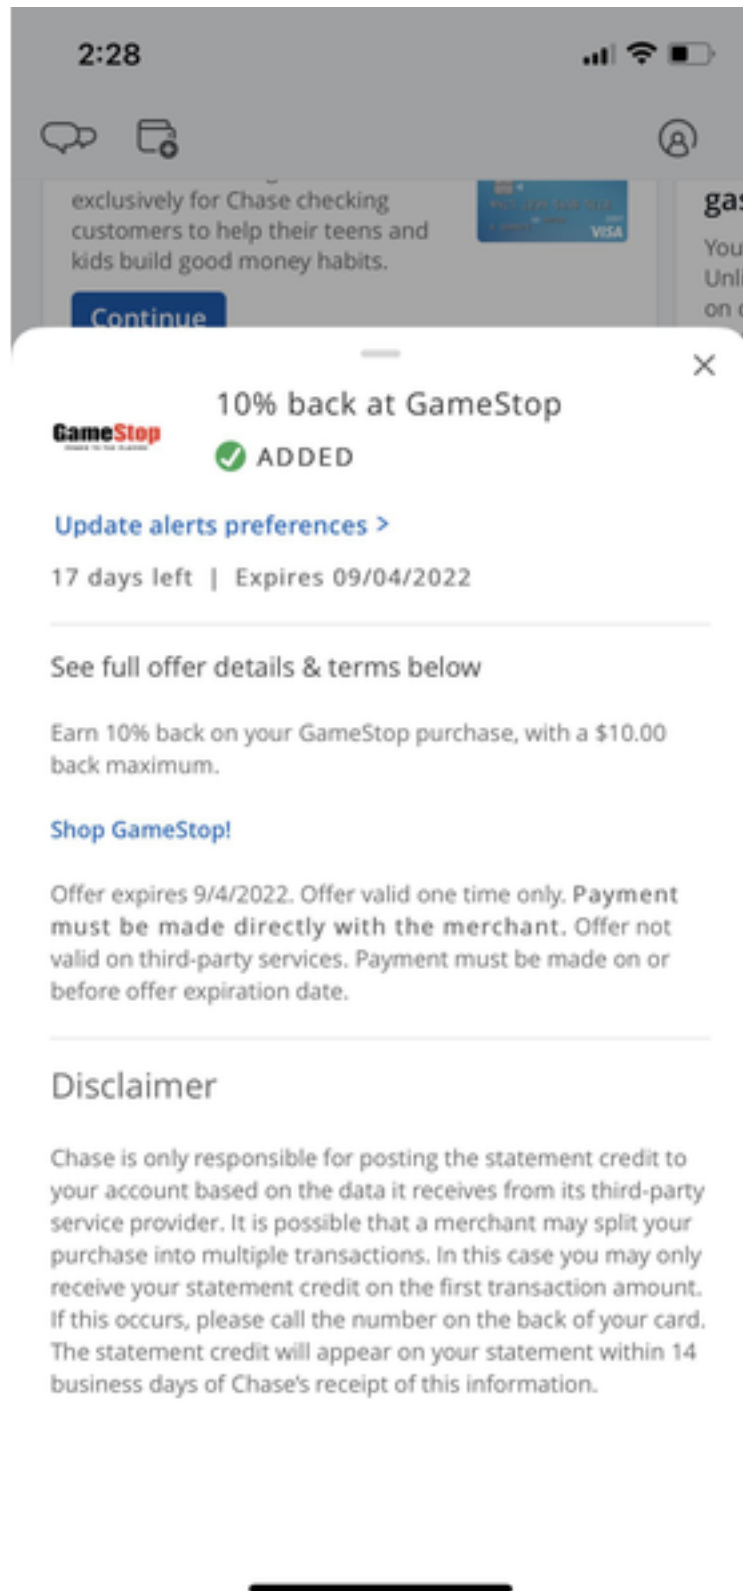 2:28
exclusively for Chase checking
customers to help their teens and
kids build good money habits.
VISA
Continue
gas
You
Unli
on
10% back at GameStop
GameStop
ADDED
Update alerts preferences >
17 days left | Expires 09/04/2022
See full offer details & terms below
Earn 10% back on your GameStop purchase, with a $10.00
back maximum.
Shop GameStop!
Offer expires 9/4/2022. Offer valid one time only. Payment
must be made directly with the merchant. Offer not
valid on third-party services. Payment must be made on or
before offer expiration date.
Disclaimer
Chase is only responsible for posting the statement credit to
your account based on the data it receives from its third-party
service provider. It is possible that a merchant may split your
purchase into multiple transactions. In this case you may only
receive your statement credit on the first transaction amount.
If this occurs, please call the number on the back of your card.
The statement credit will appear on your statement within 14
business days of Chase's receipt of this information.